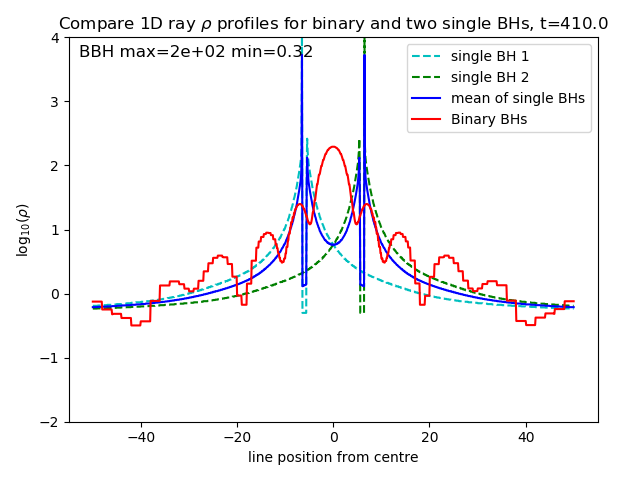 Compare 1D ray ρ profiles for binary and two single BHs, t=410.0
BBH max=2e+02 min=0.32
single BH 1
single BH 2
mean of single BHs
Binary BHs
4
3
2
1
0
−1
−2
log₁₀(ρ)
−40
−20
0
20
40
line position from centre